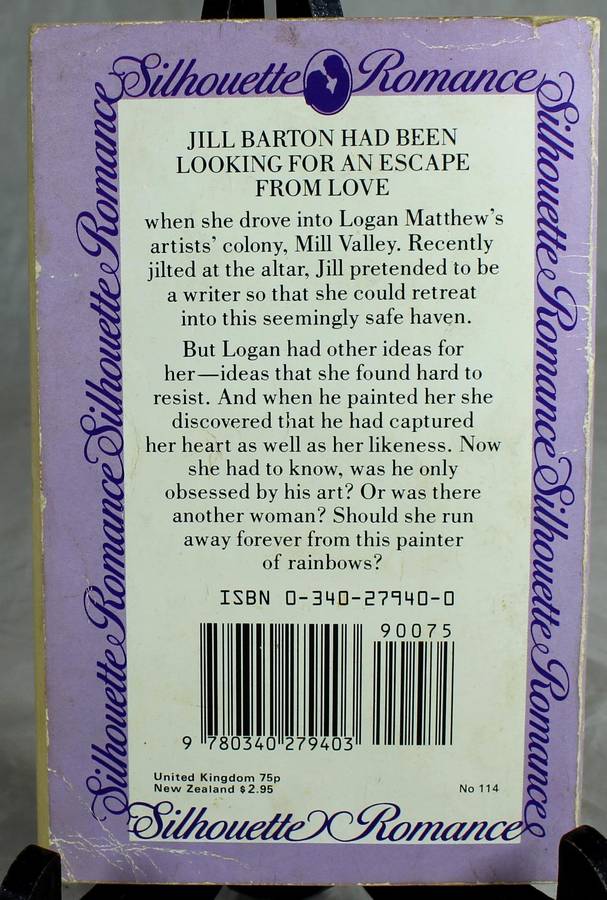 Silhouette Romance
Silhouette Romance Silhouette Romance
Silhouette Romance Silhouette Romance
JILL BARTON HAD BEEN
LOOKING FOR AN ESCAPE
FROM LOVE
when she drove into Logan Matthew's
artists' colony, Mill Valley. Recently
jilted at the altar, Jill pretended to be
a writer so that she could retreat
into this seemingly safe haven.
But Logan had other ideas for
her—ideas that she found hard to
resist. And when he painted her she
discovered that he had captured
her heart as well as her likeness. Now
she had to know, was he only
obsessed by his art? Or was there
another woman? Should she run
away forever from this painter
of rainbows?
ISBN 0-340-27940-0
90075
9 780340 279403
United Kingdom 75p
New Zealand $2.95
No 114
Silhouette Romance